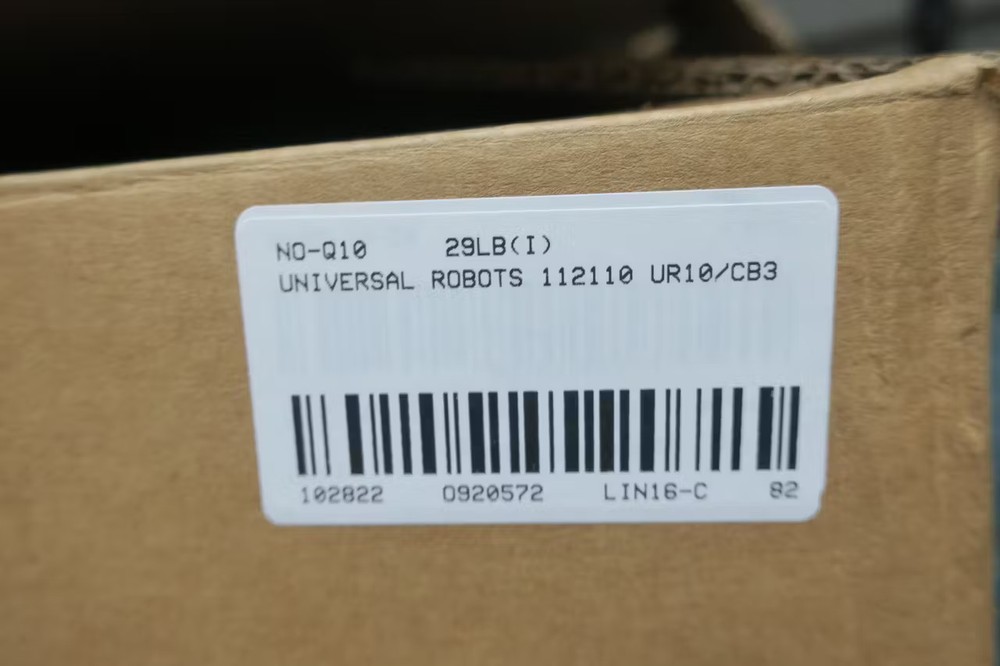 NO-Q10 29LB(I)
UNIVERSAL ROBOTS 112110 UR10/CB3
102822 0920572 LIN16-C 82